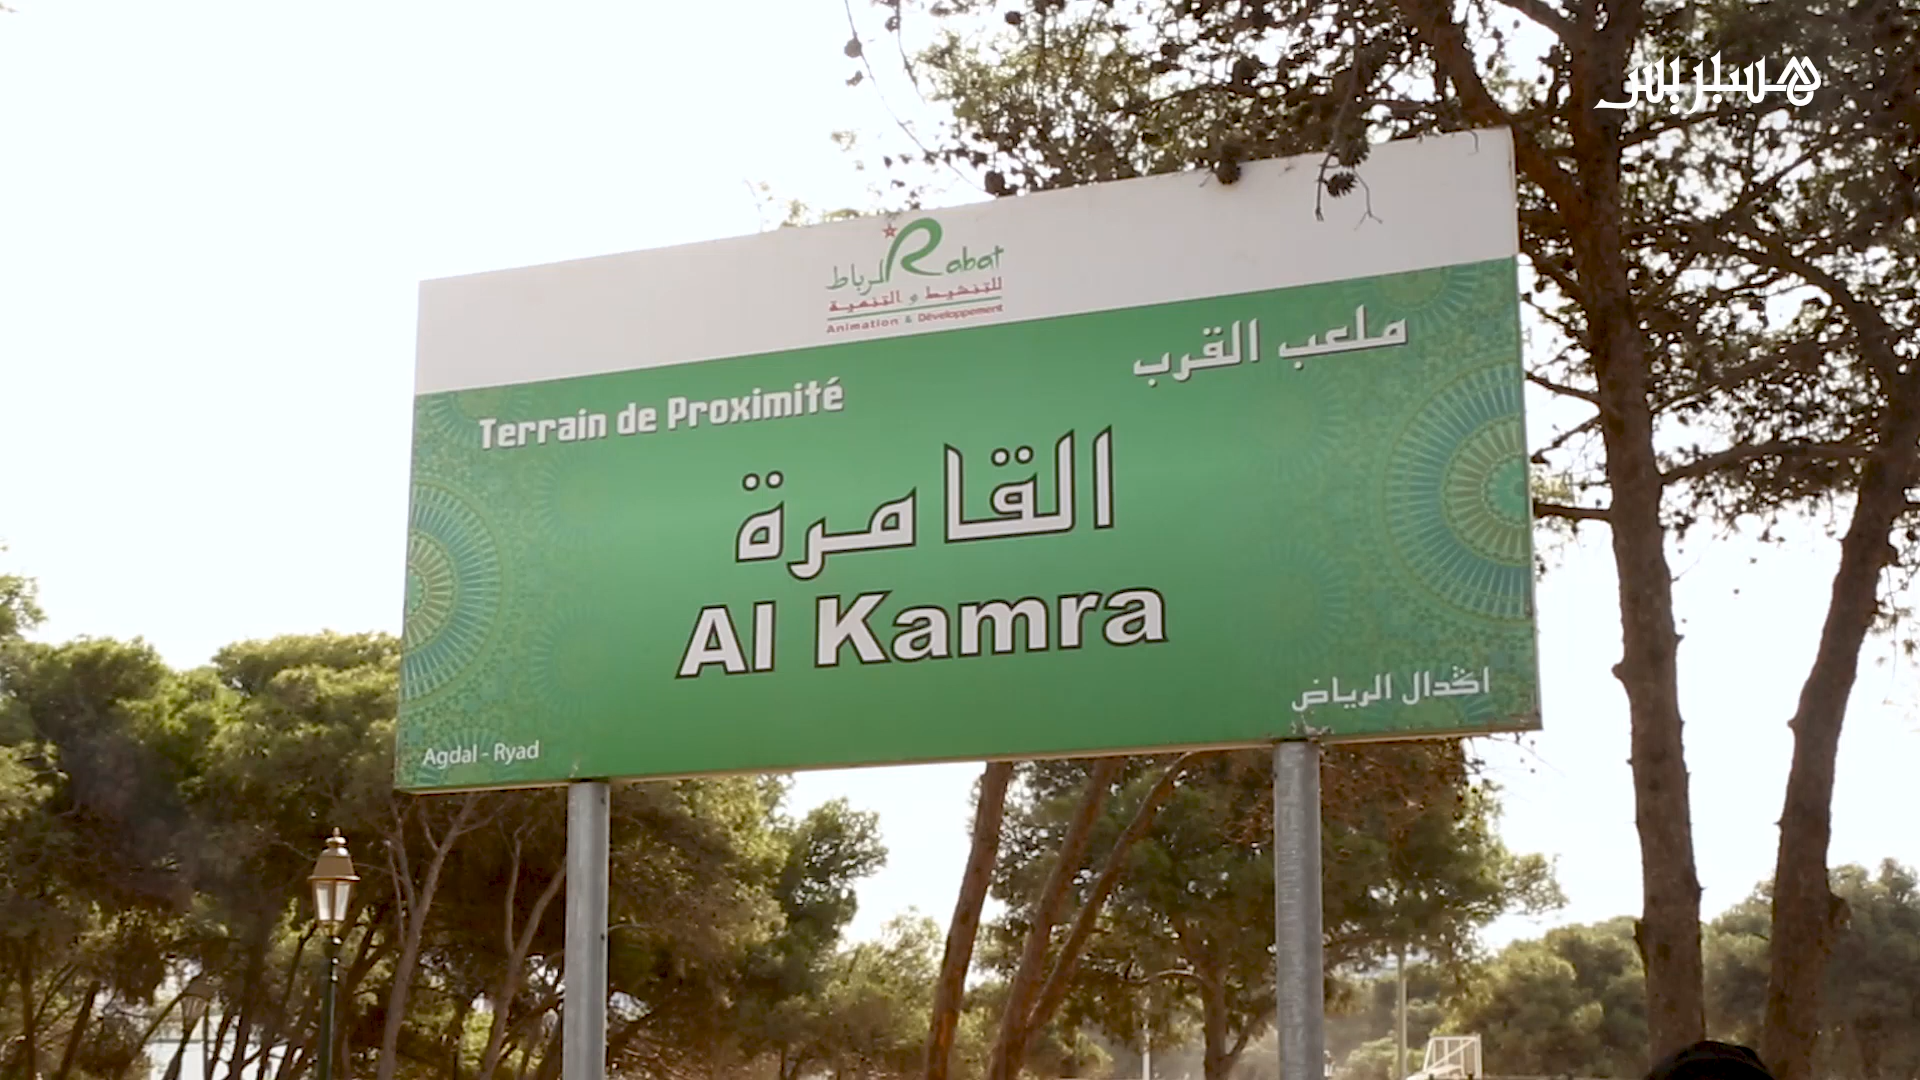 هسبريس
الرباط Rabat
للتنشيط و التنمية
Animation & Développement
ملعب القرب
Terrain de Proximité
القامرة
Al Kamra
اكدال الرياض
Agdal - Ryad